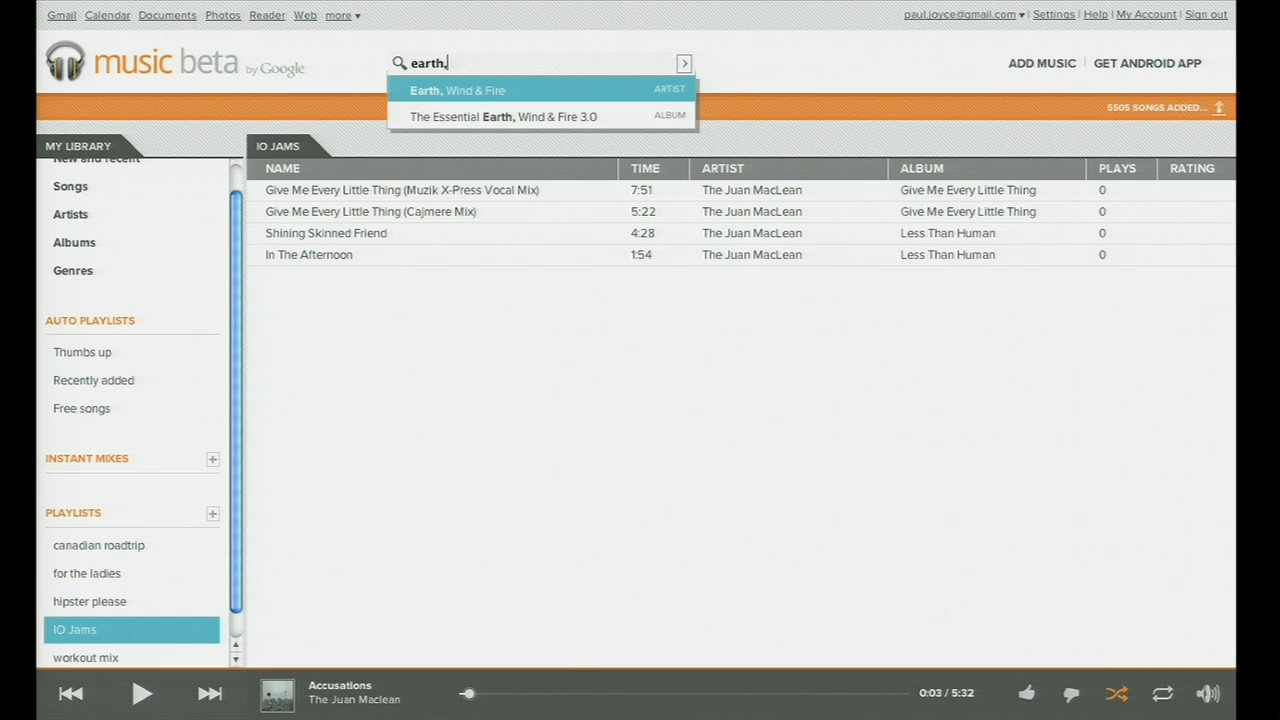 Gmail Calendar Documents Photos Reader Web more ▾
paul.joyce@gmail.com ▾ | Settings | Help | My Account | Sign out
music beta by Google
earth,
ADD MUSIC | GET ANDROID APP
Earth, Wind & Fire ARTIST
The Essential Earth, Wind & Fire 3.0 ALBUM
5505 SONGS ADDED...
MY LIBRARY
New and recent
Songs
Artists
Albums
Genres
AUTO PLAYLISTS
Thumbs up
Recently added
Free songs
INSTANT MIXES
PLAYLISTS
canadian roadtrip
for the ladies
hipster please
IO Jams
workout mix
IO JAMS
NAME TIME ARTIST ALBUM PLAYS RATING
Give Me Every Little Thing (Muzik X-Press Vocal Mix) 7:51 The Juan MacLean Give Me Every Little Thing 0
Give Me Every Little Thing (Cajmere Mix) 5:22 The Juan MacLean Give Me Every Little Thing 0
Shining Skinned Friend 4:28 The Juan MacLean Less Than Human 0
In The Afternoon 1:54 The Juan MacLean Less Than Human 0
Accusations
The Juan Maclean
0:03 / 5:32